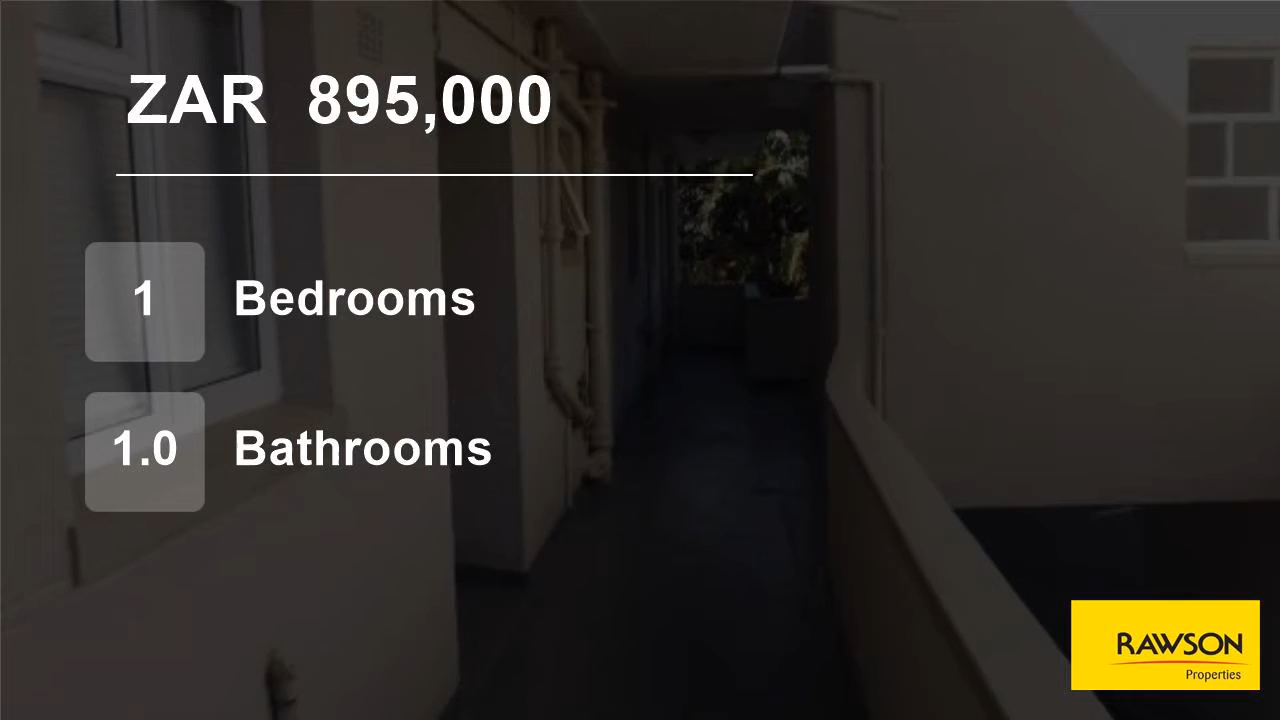 ZAR 895,000
1 Bedrooms
1.0 Bathrooms
RAWSON
Properties